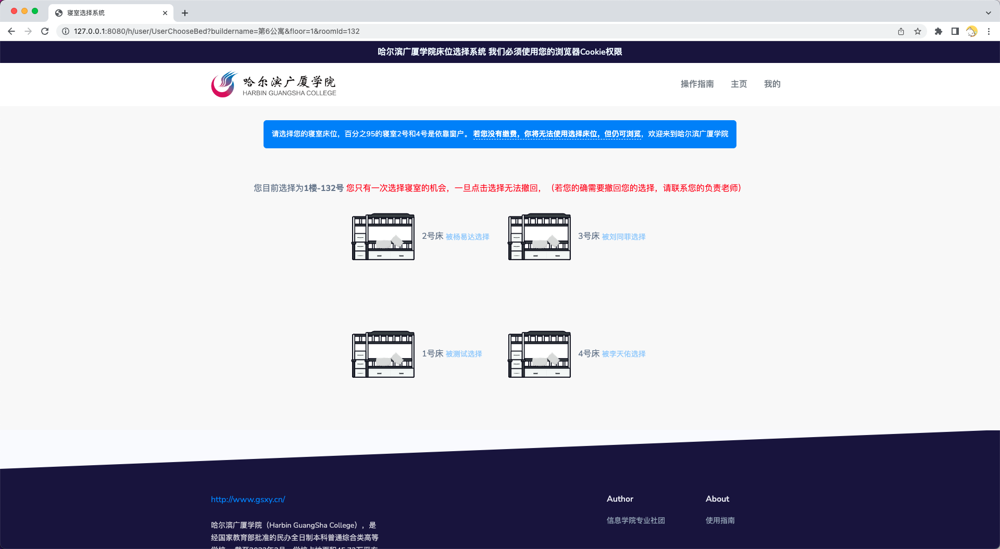 寝室选择系统
127.0.0.1:8080/h/user/UserChooseBed?buildername=第6公寓&floor=1&roomId=132
哈尔滨广厦学院床位选择系统 我们必须使用您的浏览器Cookie权限
哈尔滨广厦学院
HARBIN GUANGSHA COLLEGE
操作指南 主页 我的
请选择您的寝室床位，百分之95的寝室2号和4号是依靠窗户。 若您没有缴费，你将无法使用选择床位，但仍可浏览，欢迎来到哈尔滨广厦学院
您目前选择为1楼-132号 您只有一次选择寝室的机会，一旦点击选择无法撤回，（若您的确需要撤回您的选择，请联系您的负责老师）
2号床 被杨易达选择 3号床 被刘同菲选择
1号床 被测试选择 4号床 被李天佑选择
http://www.gsxy.cn/
Author About
信息学院专业社团 使用指南
哈尔滨广厦学院（Harbin GuangSha College），是
经国家教育部批准的民办全日制本科普通综合类高等